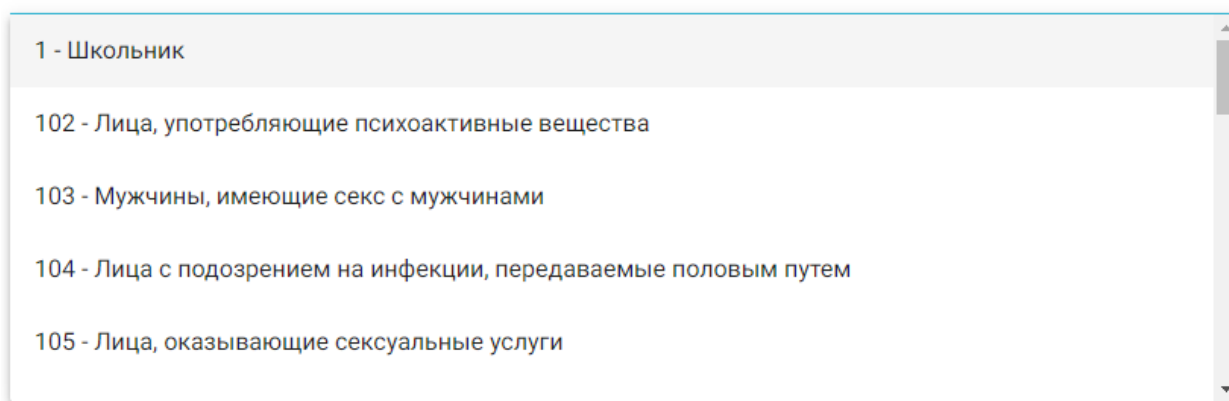 1 - Школьник
102 - Лица, употребляющие психоактивные вещества
103 - Мужчины, имеющие секс с мужчинами
104 - Лица с подозрением на инфекции, передаваемые половым путем
105 - Лица, оказывающие сексуальные услуги